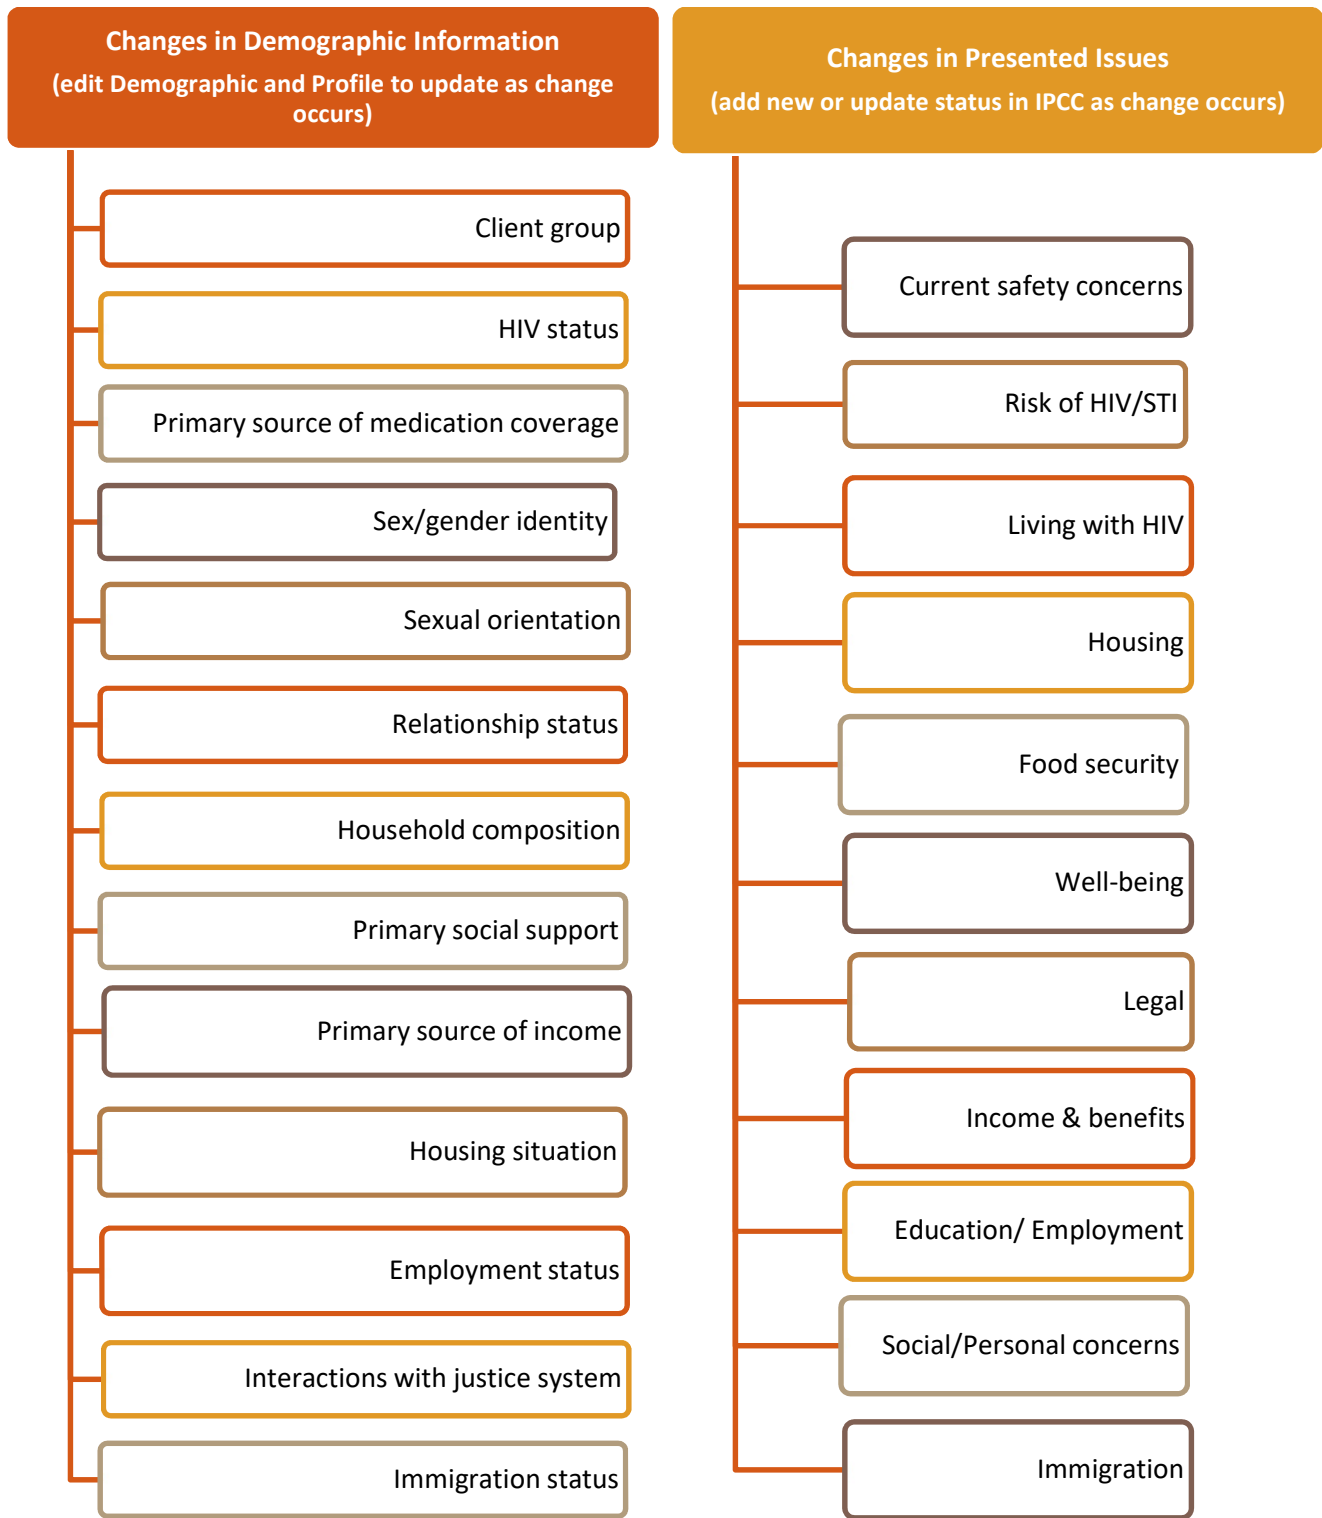 Changes in Demographic Information
(edit Demographic and Profile to update as change
occurs)
Client group
HIV status
Primary source of medication coverage
Sex/gender identity
Sexual orientation
Relationship status
Household composition
Primary social support
Primary source of income
Housing situation
Employment status
Interactions with justice system
Immigration status
Changes in Presented Issues
(add new or update status in IPCC as change occurs)
Current safety concerns
Risk of HIV/STI
Living with HIV
Housing
Food security
Well-being
Legal
Income & benefits
Education/ Employment
Social/Personal concerns
Immigration